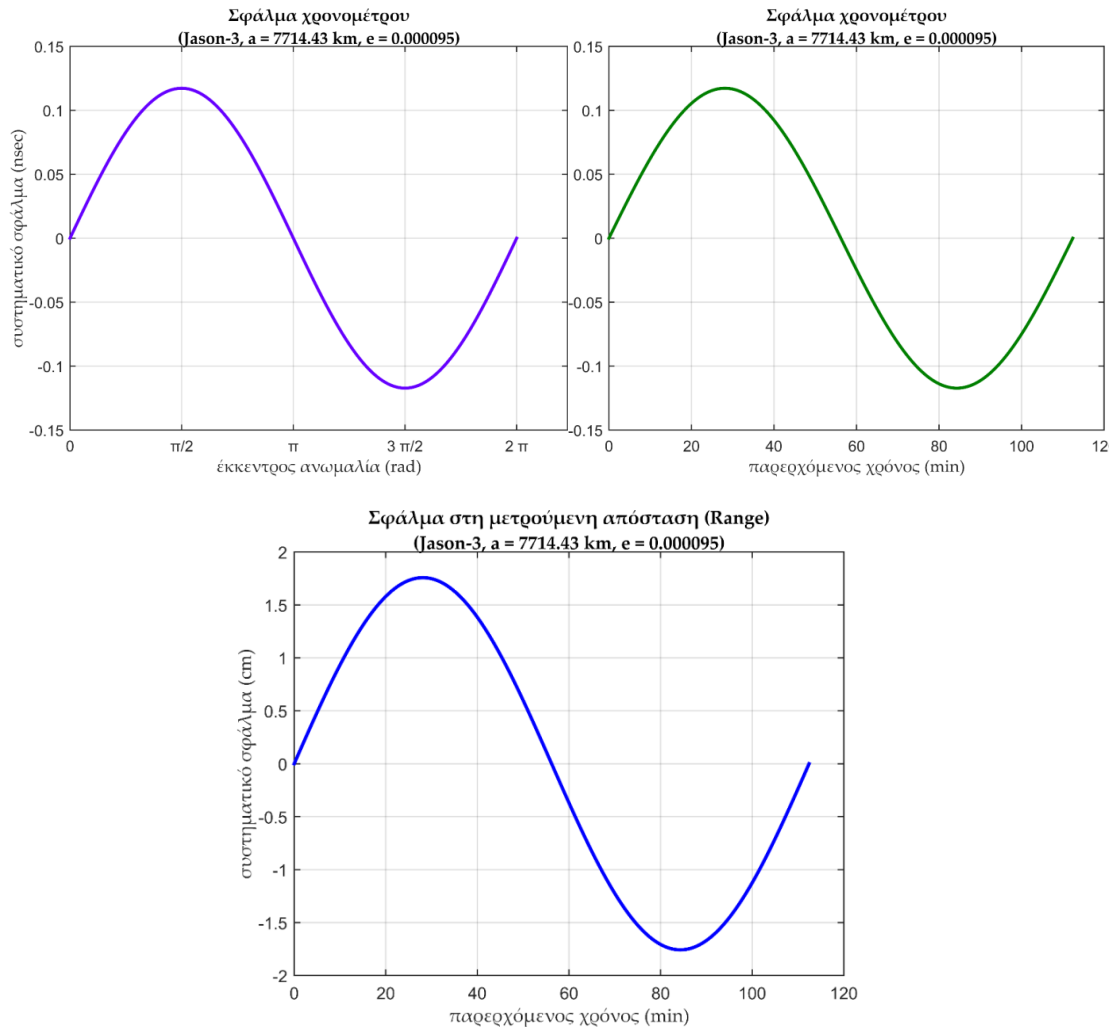 Σφάλμα χρονομέτρου
(Jason-3, a = 7714.43 km, e = 0.000095)
0.15
0.1
0.05
0
-0.05
-0.1
-0.15
συστηματικό σφάλμα (nsec)
0 π/2 π 3 π/2 2 π
έκκεντρος ανωμαλία (rad)
Σφάλμα χρονομέτρου
(Jason-3, a = 7714.43 km, e = 0.000095)
0.15
0.1
0.05
0
-0.05
-0.1
-0.15
0 20 40 60 80 100 120
παρερχόμενος χρόνος (min)
Σφάλμα στη μετρούμενη απόσταση (Range)
(Jason-3, a = 7714.43 km, e = 0.000095)
2
1.5
1
0.5
0
-0.5
-1
-1.5
-2
συστηματικό σφάλμα (cm)
0 20 40 60 80 100 120
παρερχόμενος χρόνος (min)